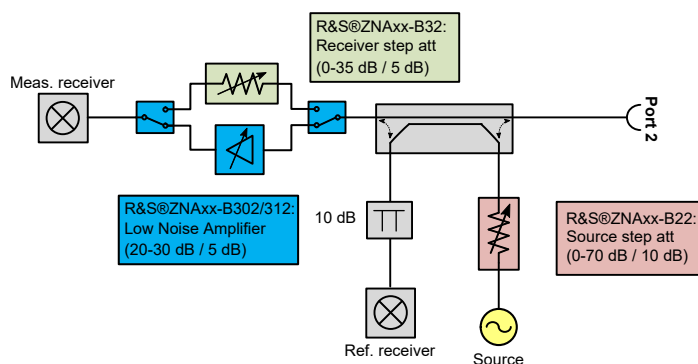 R&S®ZNAxx-B32:
Receiver step att
(0-35 dB / 5 dB)
Meas. receiver
Port 2
R&S®ZNAxx-B302/312:
Low Noise Amplifier
(20-30 dB / 5 dB)
10 dB
R&S®ZNAxx-B22:
Source step att
(0-70 dB / 10 dB)
Ref. receiver
Source